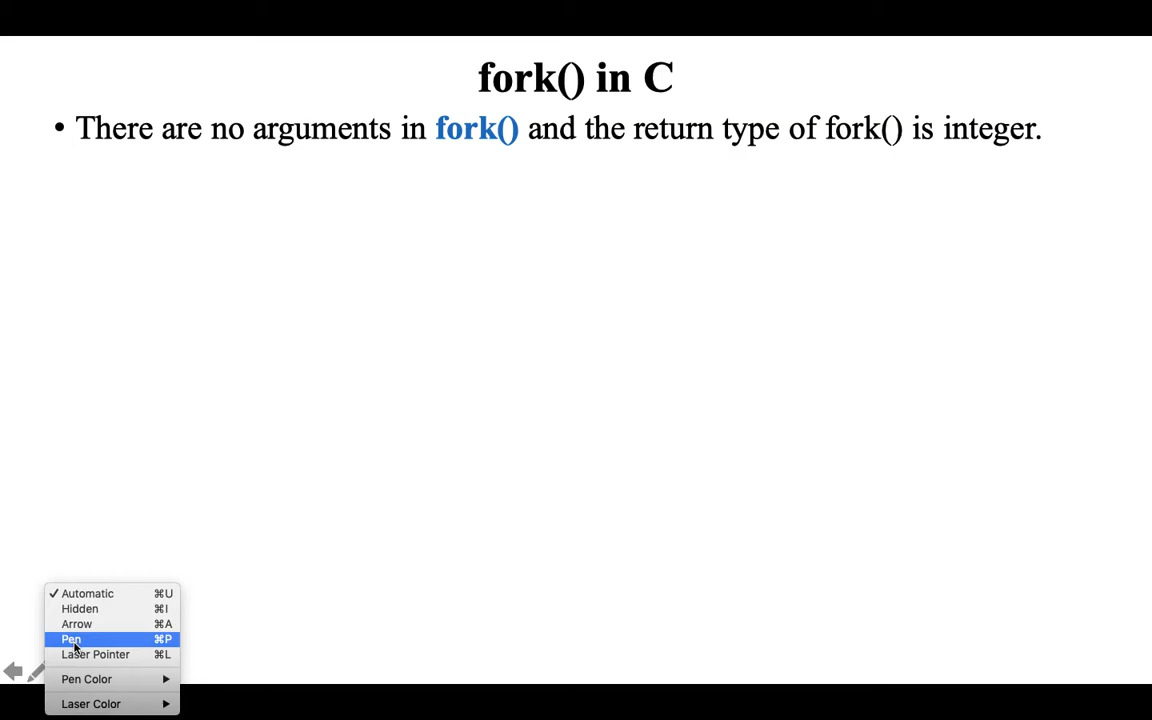 fork() in C
• There are no arguments in fork() and the return type of fork() is integer.
✓ Automatic ⌘U
Hidden ⌘I
Arrow ⌘A
Pen ⌘P
Laser Pointer ⌘L
Pen Color ▶
Laser Color ▶